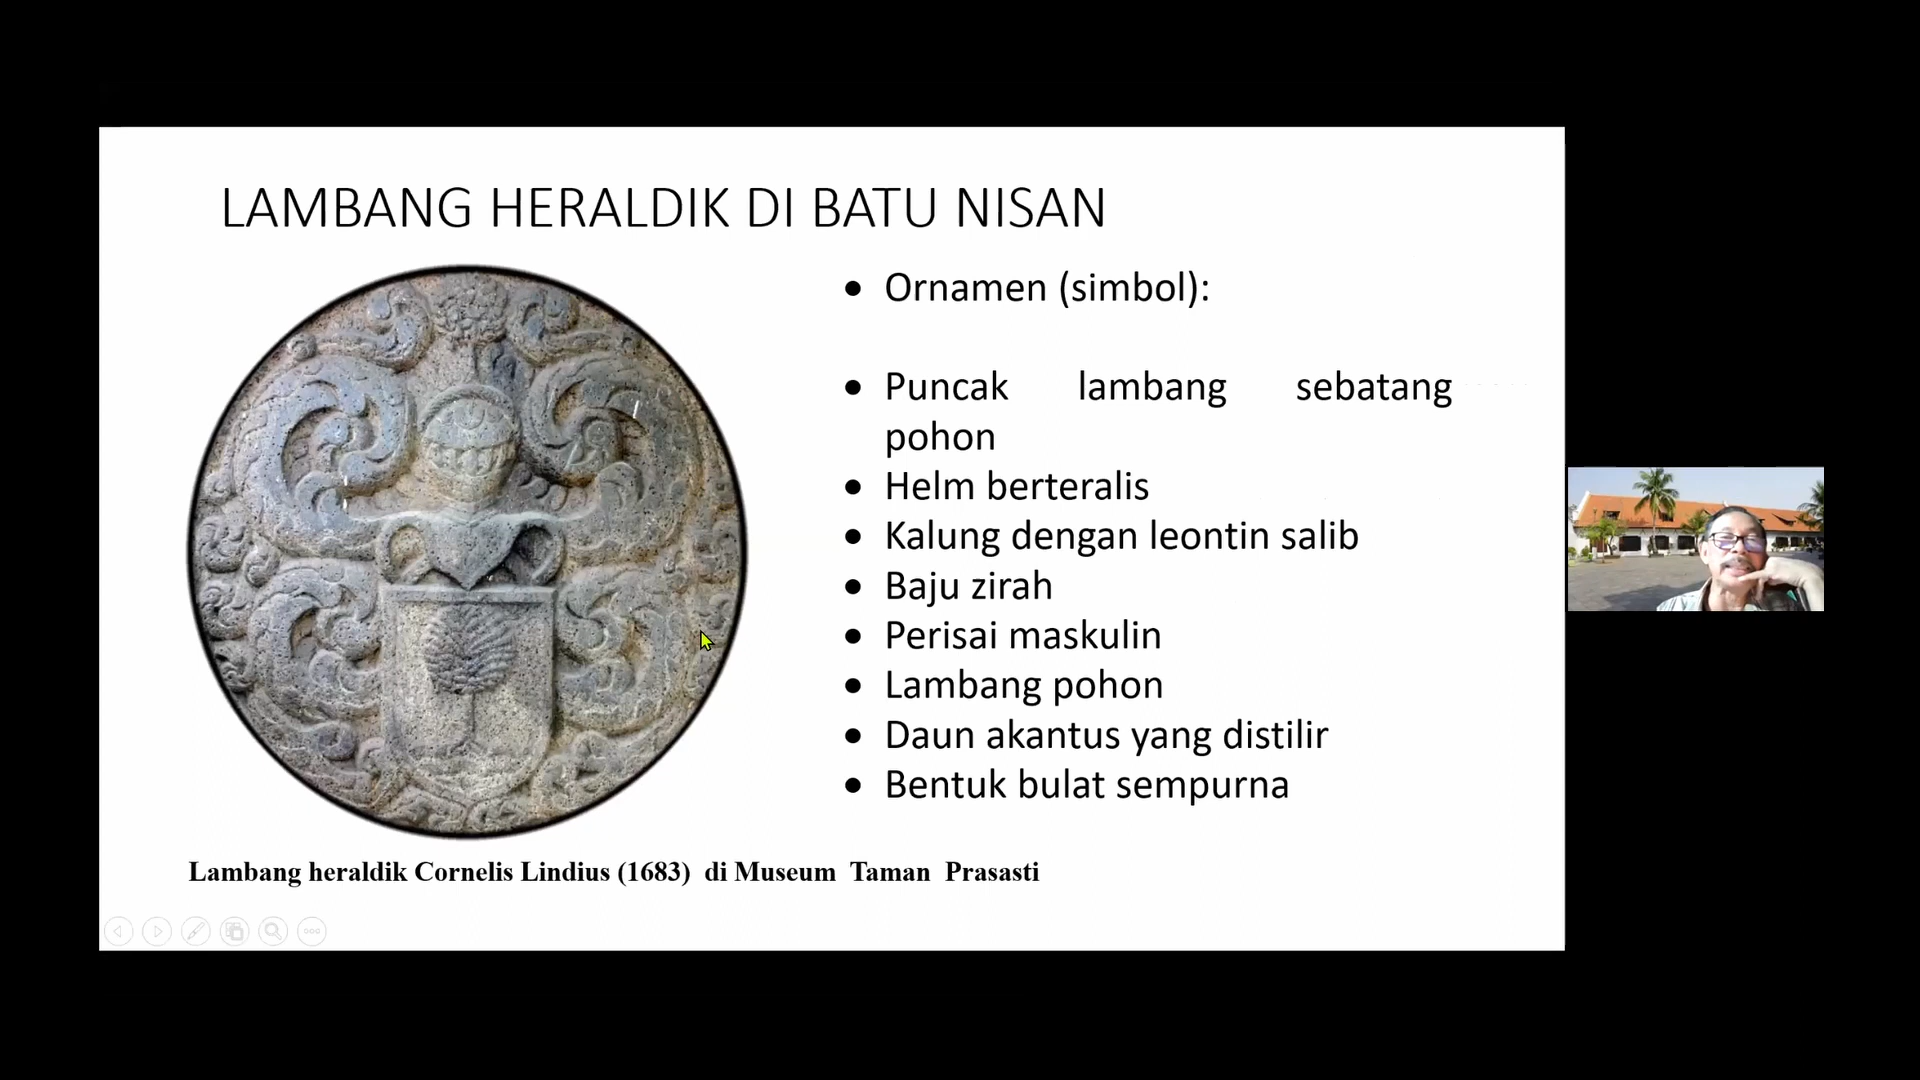 LAMBANG HERALDIK DI BATU NISAN
• Ornamen (simbol):
• Puncak lambang sebatang
pohon
• Helm berteralis
• Kalung dengan leontin salib
• Baju zirah
• Perisai maskulin
• Lambang pohon
• Daun akantus yang distilir
• Bentuk bulat sempurna
Lambang heraldik Cornelis Lindius (1683) di Museum Taman Prasasti